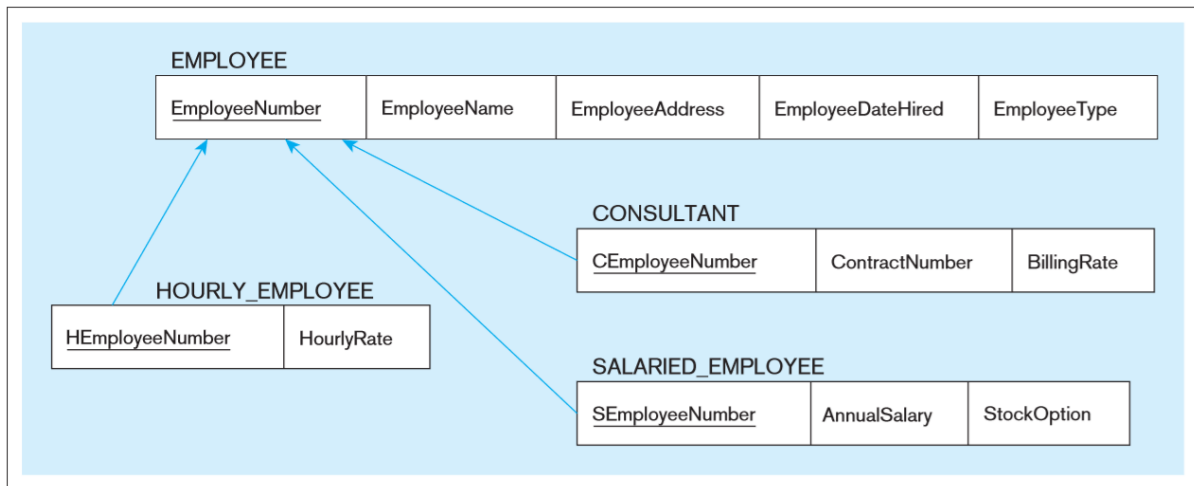 EMPLOYEE
EmployeeNumber EmployeeName EmployeeAddress EmployeeDateHired EmployeeType
CONSULTANT
CEmployeeNumber ContractNumber BillingRate
HOURLY_EMPLOYEE
HEmployeeNumber HourlyRate
SALARIED_EMPLOYEE
SEmployeeNumber AnnualSalary StockOption